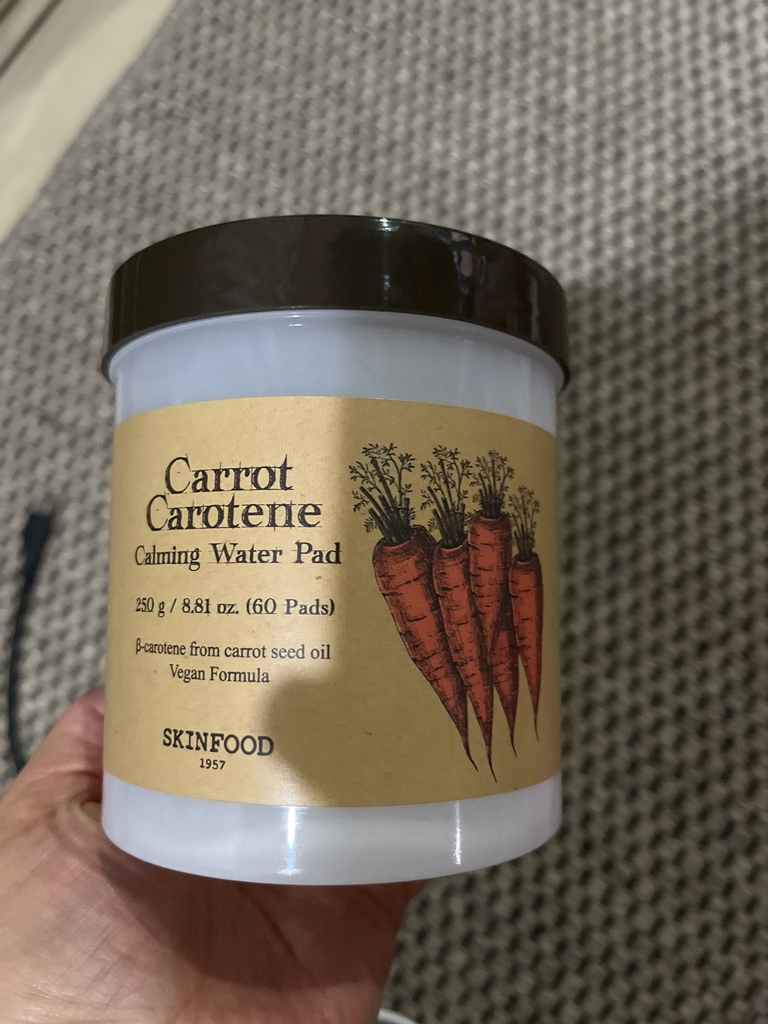 Carrot
Carotene
Calming Water Pad
250 g / 8.81 oz. (60 Pads)
β-carotene from carrot seed oil
Vegan Formula
SKINFOOD
1957